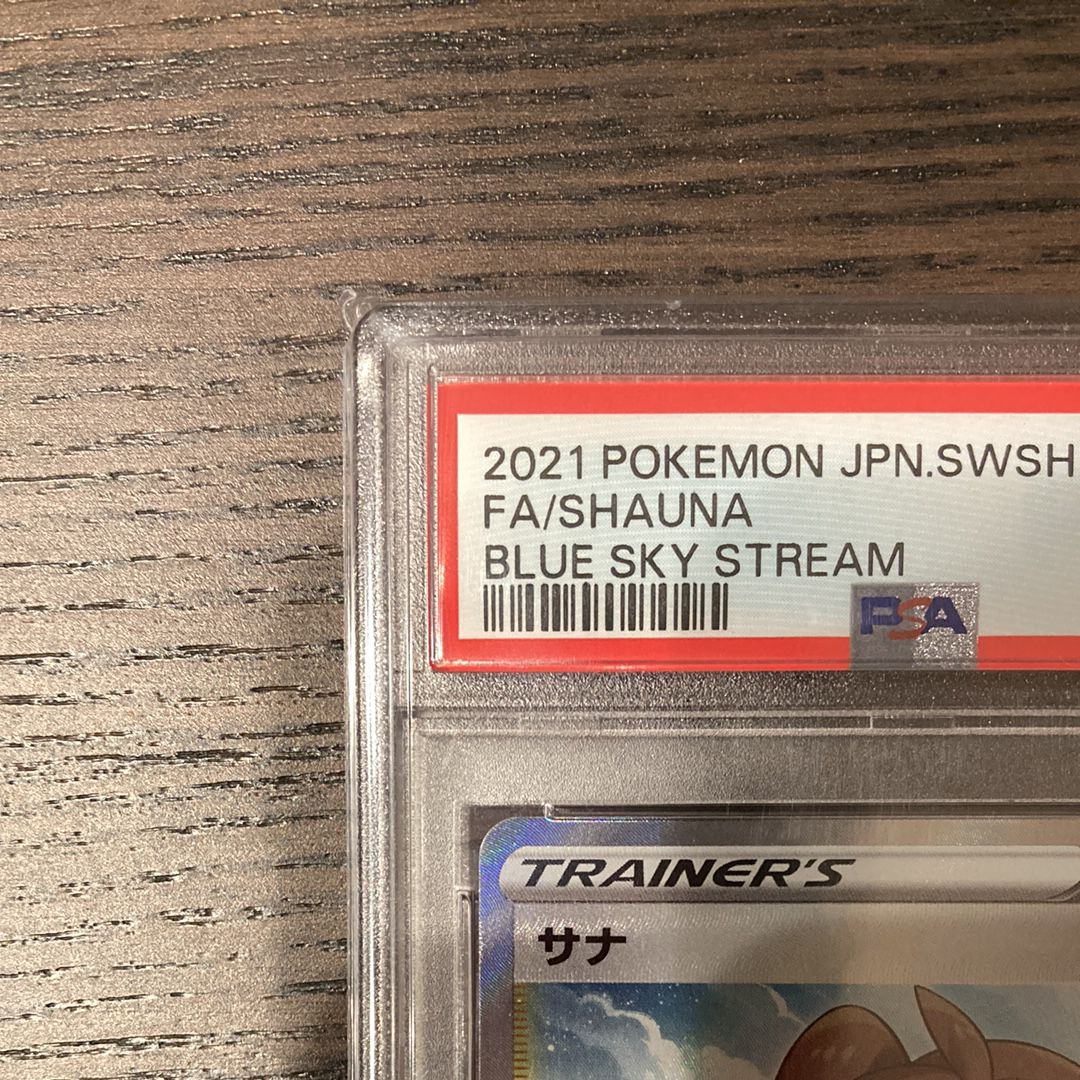 2021 POKEMON JPN.SWSH
FA/SHAUNA
BLUE SKY STREAM
PSA
TRAINER'S
サナ